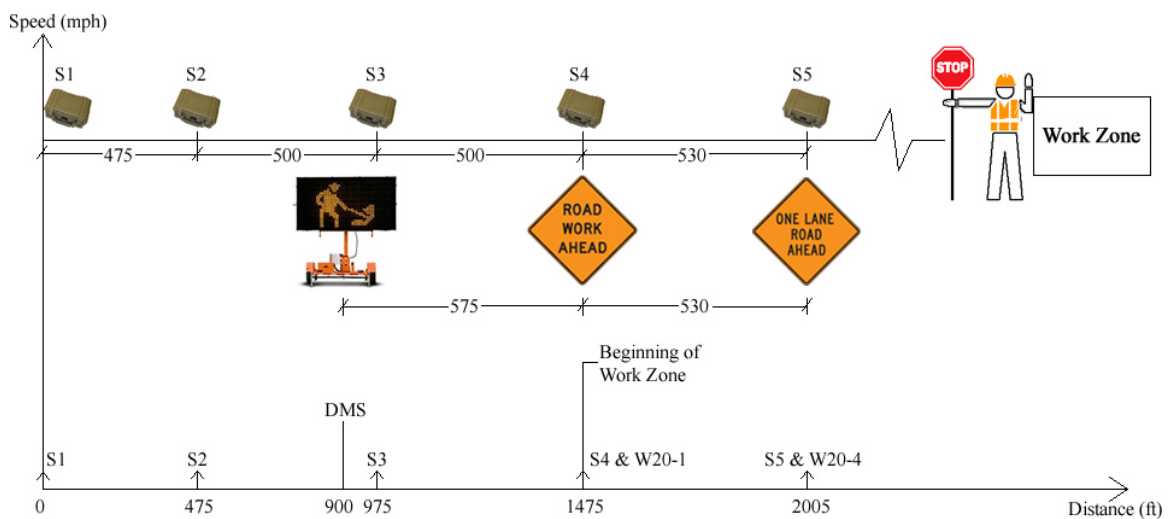 Speed (mph)
S1
S2
S3
S4
S5
STOP
Work Zone
475
500
500
530
ROAD
WORK
AHEAD
ONE LANE
ROAD
AHEAD
575
530
Beginning of
Work Zone
DMS
S1
S2
S3
S4 & W20-1
S5 & W20-4
0
475
900
975
1475
2005
Distance (ft)